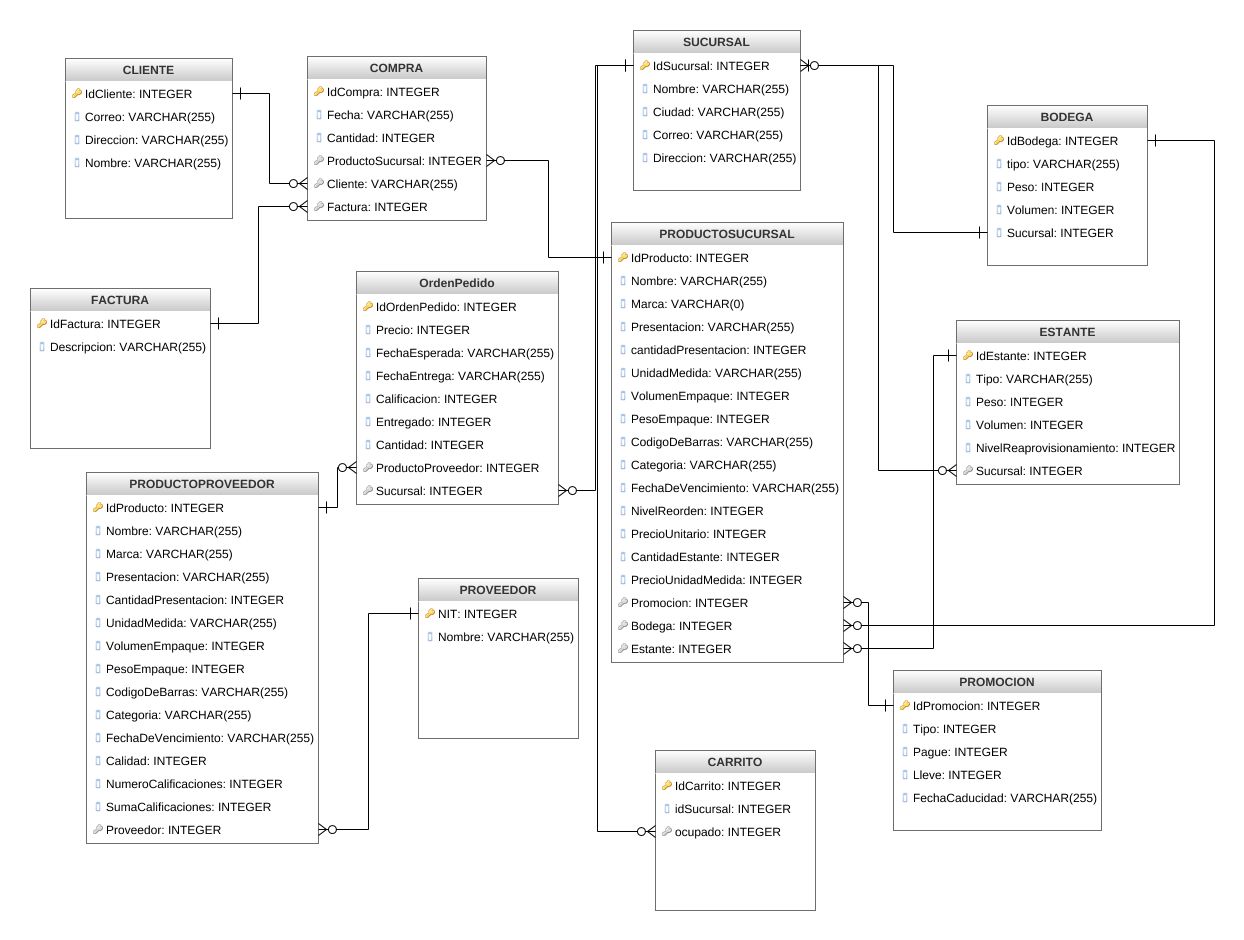 CLIENTE
IdCliente: INTEGER
Correo: VARCHAR(255)
Direccion: VARCHAR(255)
Nombre: VARCHAR(255)
COMPRA
IdCompra: INTEGER
Fecha: VARCHAR(255)
Cantidad: INTEGER
ProductoSucursal: INTEGER
Cliente: VARCHAR(255)
Factura: INTEGER
SUCURSAL
IdSucursal: INTEGER
Nombre: VARCHAR(255)
Ciudad: VARCHAR(255)
Correo: VARCHAR(255)
Direccion: VARCHAR(255)
BODEGA
IdBodega: INTEGER
tipo: VARCHAR(255)
Peso: INTEGER
Volumen: INTEGER
Sucursal: INTEGER
FACTURA
IdFactura: INTEGER
Descripcion: VARCHAR(255)
OrdenPedido
IdOrdenPedido: INTEGER
Precio: INTEGER
FechaEsperada: VARCHAR(255)
FechaEntrega: VARCHAR(255)
Calificacion: INTEGER
Entregado: INTEGER
Cantidad: INTEGER
ProductoProveedor: INTEGER
Sucursal: INTEGER
PRODUCTOSUCURSAL
IdProducto: INTEGER
Nombre: VARCHAR(255)
Marca: VARCHAR(0)
Presentacion: VARCHAR(255)
cantidadPresentacion: INTEGER
UnidadMedida: VARCHAR(255)
VolumenEmpaque: INTEGER
PesoEmpaque: INTEGER
CodigoDeBarras: VARCHAR(255)
Categoria: VARCHAR(255)
FechaDeVencimiento: VARCHAR(255)
NivelReorden: INTEGER
PrecioUnitario: INTEGER
CantidadEstante: INTEGER
PrecioUnidadMedida: INTEGER
Promocion: INTEGER
Bodega: INTEGER
Estante: INTEGER
ESTANTE
IdEstante: INTEGER
Tipo: VARCHAR(255)
Peso: INTEGER
Volumen: INTEGER
NivelReaprovisionamiento: INTEGER
Sucursal: INTEGER
PRODUCTOPROVEEDOR
IdProducto: INTEGER
Nombre: VARCHAR(255)
Marca: VARCHAR(255)
Presentacion: VARCHAR(255)
CantidadPresentacion: INTEGER
UnidadMedida: VARCHAR(255)
VolumenEmpaque: INTEGER
PesoEmpaque: INTEGER
CodigoDeBarras: VARCHAR(255)
Categoria: VARCHAR(255)
FechaDeVencimiento: VARCHAR(255)
Calidad: INTEGER
NumeroCalificaciones: INTEGER
SumaCalificaciones: INTEGER
Proveedor: INTEGER
PROVEEDOR
NIT: INTEGER
Nombre: VARCHAR(255)
PROMOCION
IdPromocion: INTEGER
Tipo: INTEGER
Pague: INTEGER
Lleve: INTEGER
FechaCaducidad: VARCHAR(255)
CARRITO
IdCarrito: INTEGER
idSucursal: INTEGER
ocupado: INTEGER